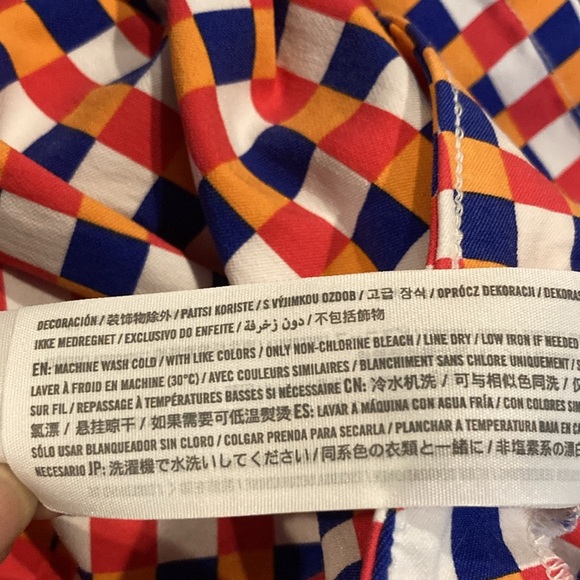 DECORACIÓN / 装饰物除外 / PAITSI KORISTE / S VÝJIMKOU OZDOB / 고급 장식 / OPRÓCZ DEKORACJI / DEKORAS
IKKE MEDREGNET / EXCLUSIVO DO ENFEITE / دون زخرفة / 不包括飾物
EN: MACHINE WASH COLD / WITH LIKE COLORS / ONLY NON-CHLORINE BLEACH / LINE DRY / LOW IRON IF NEEDED
LAVER À FROID EN MACHINE (30°C) / AVEC COULEURS SIMILAIRES / BLANCHIMENT SANS CHLORE UNIQUEMENT / S
SUR FIL / REPASSAGE À TEMPÉRATURES BASSES SI NÉCESSAIRE CN: 冷水机洗 / 可与相似色同洗 / 仅
氯漂 / 悬挂晾干 / 如果需要可低温熨烫 ES: LAVAR A MÁQUINA CON AGUA FRÍA / CON COLORES SIM
SÓLO USAR BLANQUEADOR SIN CLORO / COLGAR PRENDA PARA SECARLA / PLANCHAR A TEMPERATURA BAJA EN CA
NECESARIO JP: 洗濯機で水洗いしてください / 同系色の衣類と一緒に / 非塩素系の漂白